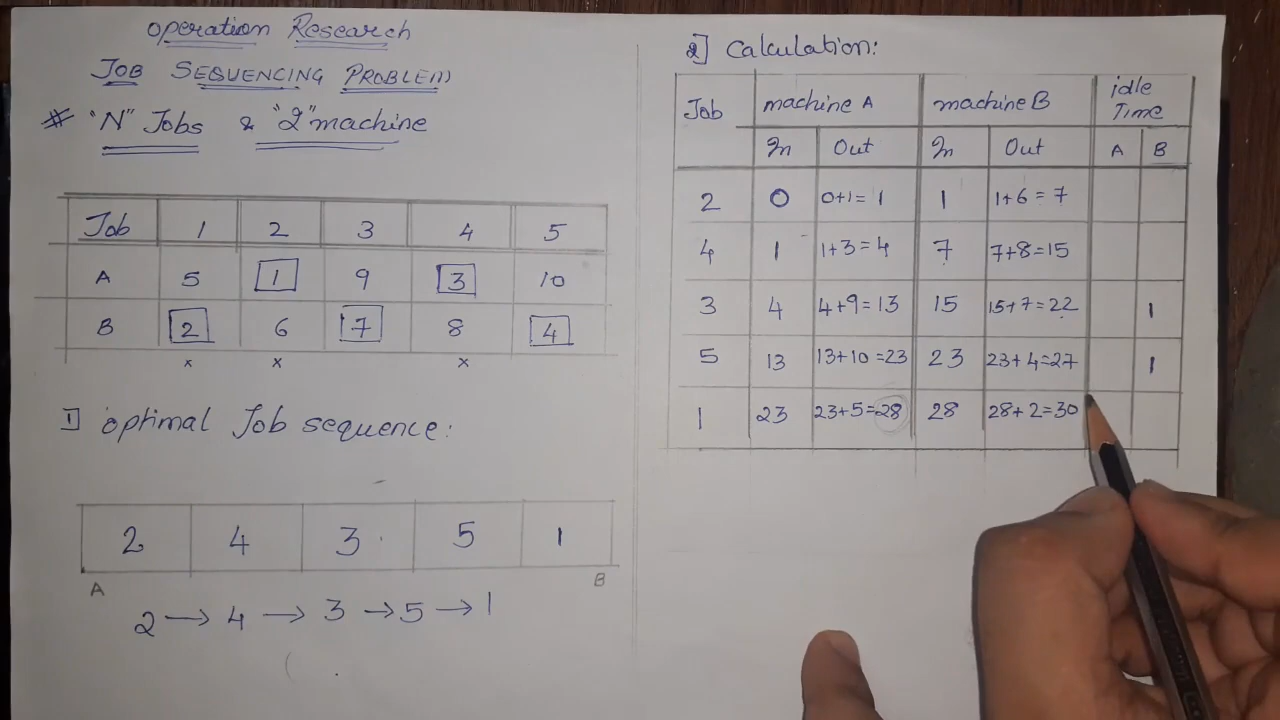 Operation Research
JOB SEQUENCING PROBLEM
# "N" Jobs & "2" machine
Job 1 2 3 4 5
A 5 1 9 3 10
B 2 6 7 8 4
x x x
1] Optimal Job sequence:
2 4 3 5 1
A B
2 → 4 → 3 → 5 → 1
2] Calculation:
Job machine A machine B idle Time
In Out In Out A B
2 0 0+1=1 1 1+6=7
4 1 1+3=4 7 7+8=15
3 4 4+9=13 15 15+7=22 1
5 13 13+10=23 23 23+4=27 1
1 23 23+5=28 28 28+2=30